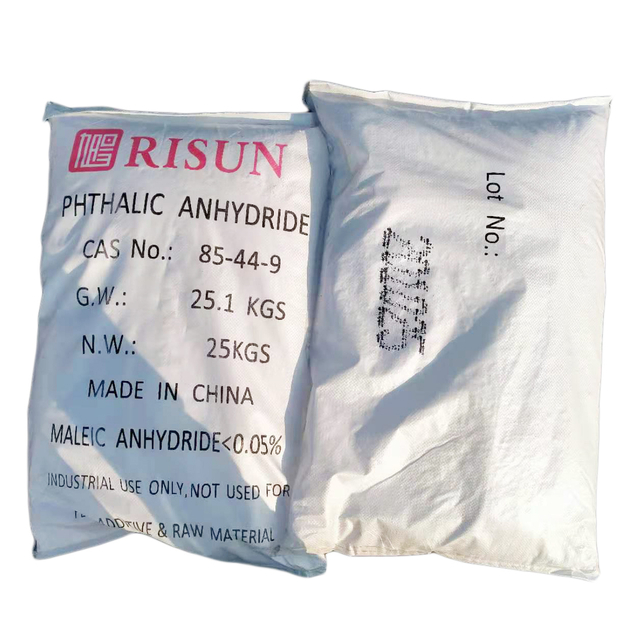 RISUN
PHTHALIC ANHYDRIDE
CAS No.: 85-44-9
G.W.: 25.1 KGS
N.W.: 25KGS
MADE IN CHINA
MALEIC ANHYDRIDE<0.05%
INDUSTRIAL USE ONLY,NOT USED FOR
ADDITIVE & RAW MATERIAL
Lot No.: